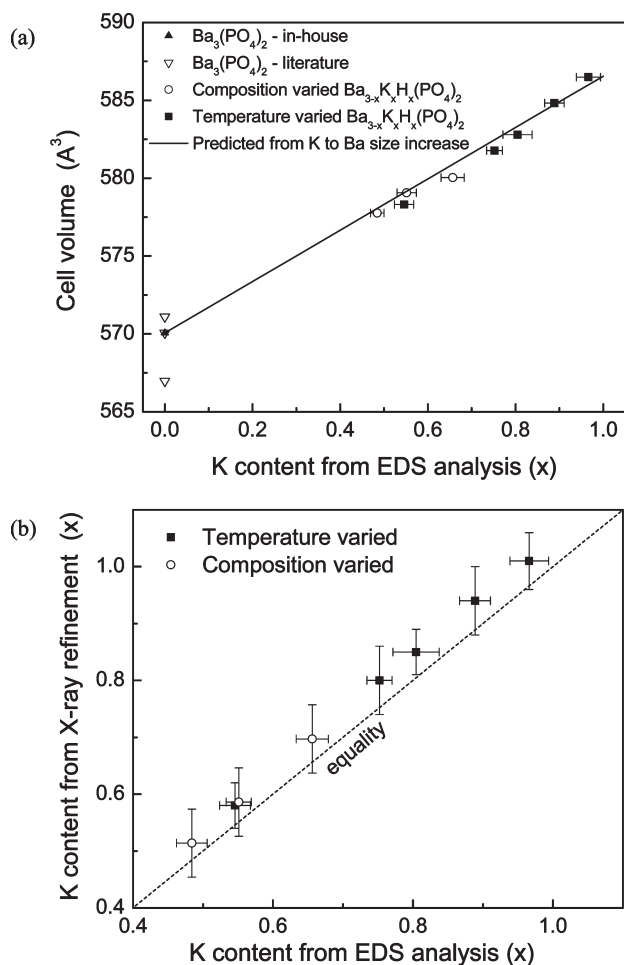 (a)
590
585
580
575
570
565
Cell volume (A³)
▲ Ba₃(PO₄)₂ - in-house
▽ Ba₃(PO₄)₂ - literature
○ Composition varied Ba₃₋ₓKₓHₓ(PO₄)₂
■ Temperature varied Ba₃₋ₓKₓHₓ(PO₄)₂
— Predicted from K to Ba size increase
0.0 0.2 0.4 0.6 0.8 1.0
K content from EDS analysis (x)
(b)
1.0
0.8
0.6
0.4
K content from X-ray refinement (x)
■ Temperature varied
○ Composition varied
equality
0.4 0.6 0.8 1.0
K content from EDS analysis (x)